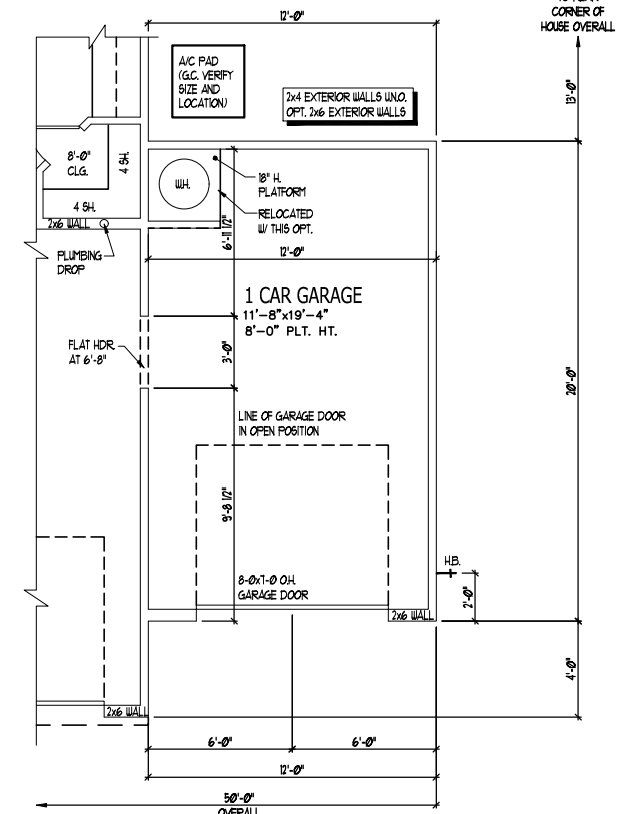 12'-0"
CORNER OF
HOUSE OVERALL
A/C PAD
(G.C. VERIFY
SIZE AND
LOCATION)
2x4 EXTERIOR WALLS U.N.O.
OPT. 2x6 EXTERIOR WALLS
13'-0"
8'-0"
CLG.
4 SH.
4 SH.
W.H.
18" H.
PLATFORM
RELOCATED
W/ THIS OPT.
2x6 WALL
PLUMBING
DROP
6'-11 1/2"
12'-0"
1 CAR GARAGE
11'-8"x19'-4"
8'-0" PLT. HT.
FLAT HDR.
AT 6'-8"
3'-0"
20'-0"
LINE OF GARAGE DOOR
IN OPEN POSITION
9'-8 1/2"
H.B.
8-0x7-0 O.H.
GARAGE DOOR
2'-0"
2x6 WALL
4'-0"
2x6 WALL
6'-0"
6'-0"
12'-0"
50'-0"
OVERALL